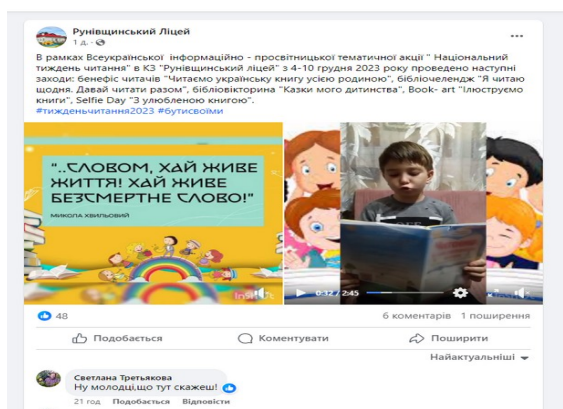 Рунівщинський Ліцей
1 д. ·
В рамках Всеукраїнської інформаційно - просвітницької тематичної акції " Національний
тиждень читання" в КЗ "Рунівщинський ліцей" з 4-10 грудня 2023 року проведено наступні
заходи: бенефіс читачів "Читаємо українську книгу усією родиною", бібліочелендж "Я читаю
щодня. Давай читати разом", бібліовікторина "Казки мого дитинства", Book- art "Ілюструємо
книги", Selfie Day "З улюбленою книгою".
#тижденьчитання2023 #бутисвоїми
"..СЛОВОМ, ХАЙ ЖИВЕ
ЖИТТЯ! ХАЙ ЖИВЕ
БЕЗСМЕРТНЕ СЛОВО!"
МИКОЛА ХВИЛЬОВИЙ
0:32 / 2:45
48
6 коментарів 1 поширення
Подобається Коментувати Поширити
Найактуальніші
Светлана Третьякова
Ну молодці,що тут скажеш!
21 год Подобається Відповісти